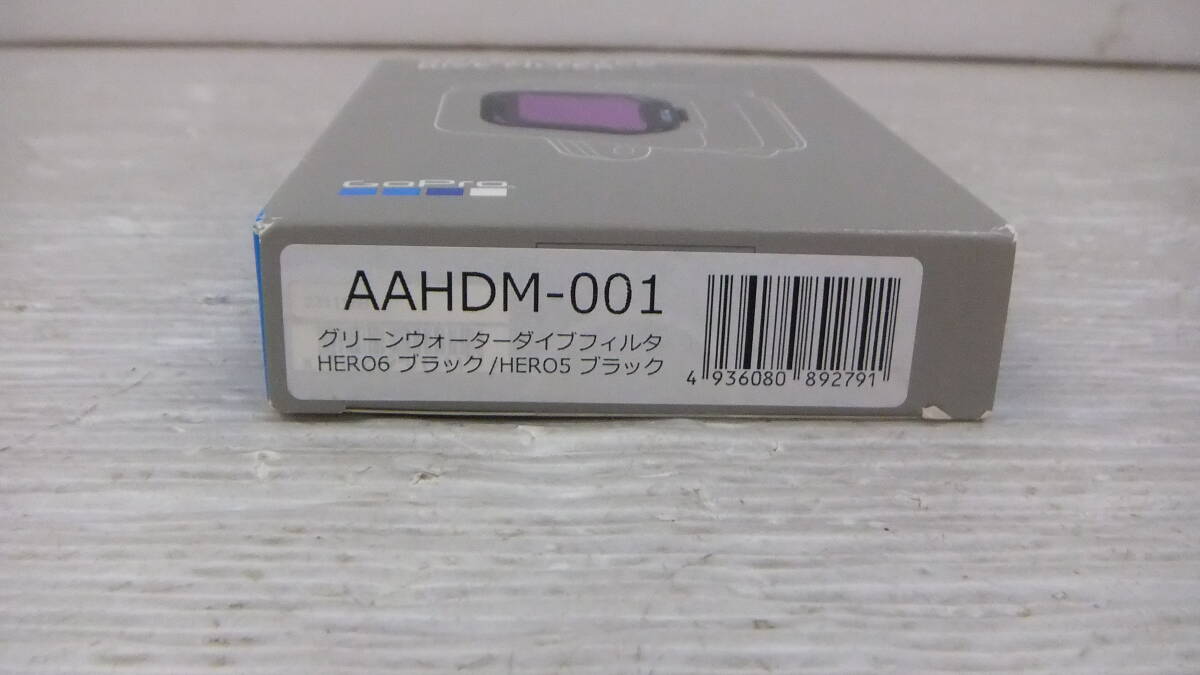 GoPro
AAHDM-001
グリーンウォーターダイブフィルタ
HERO6 ブラック/HERO5 ブラック
4 936080 892791